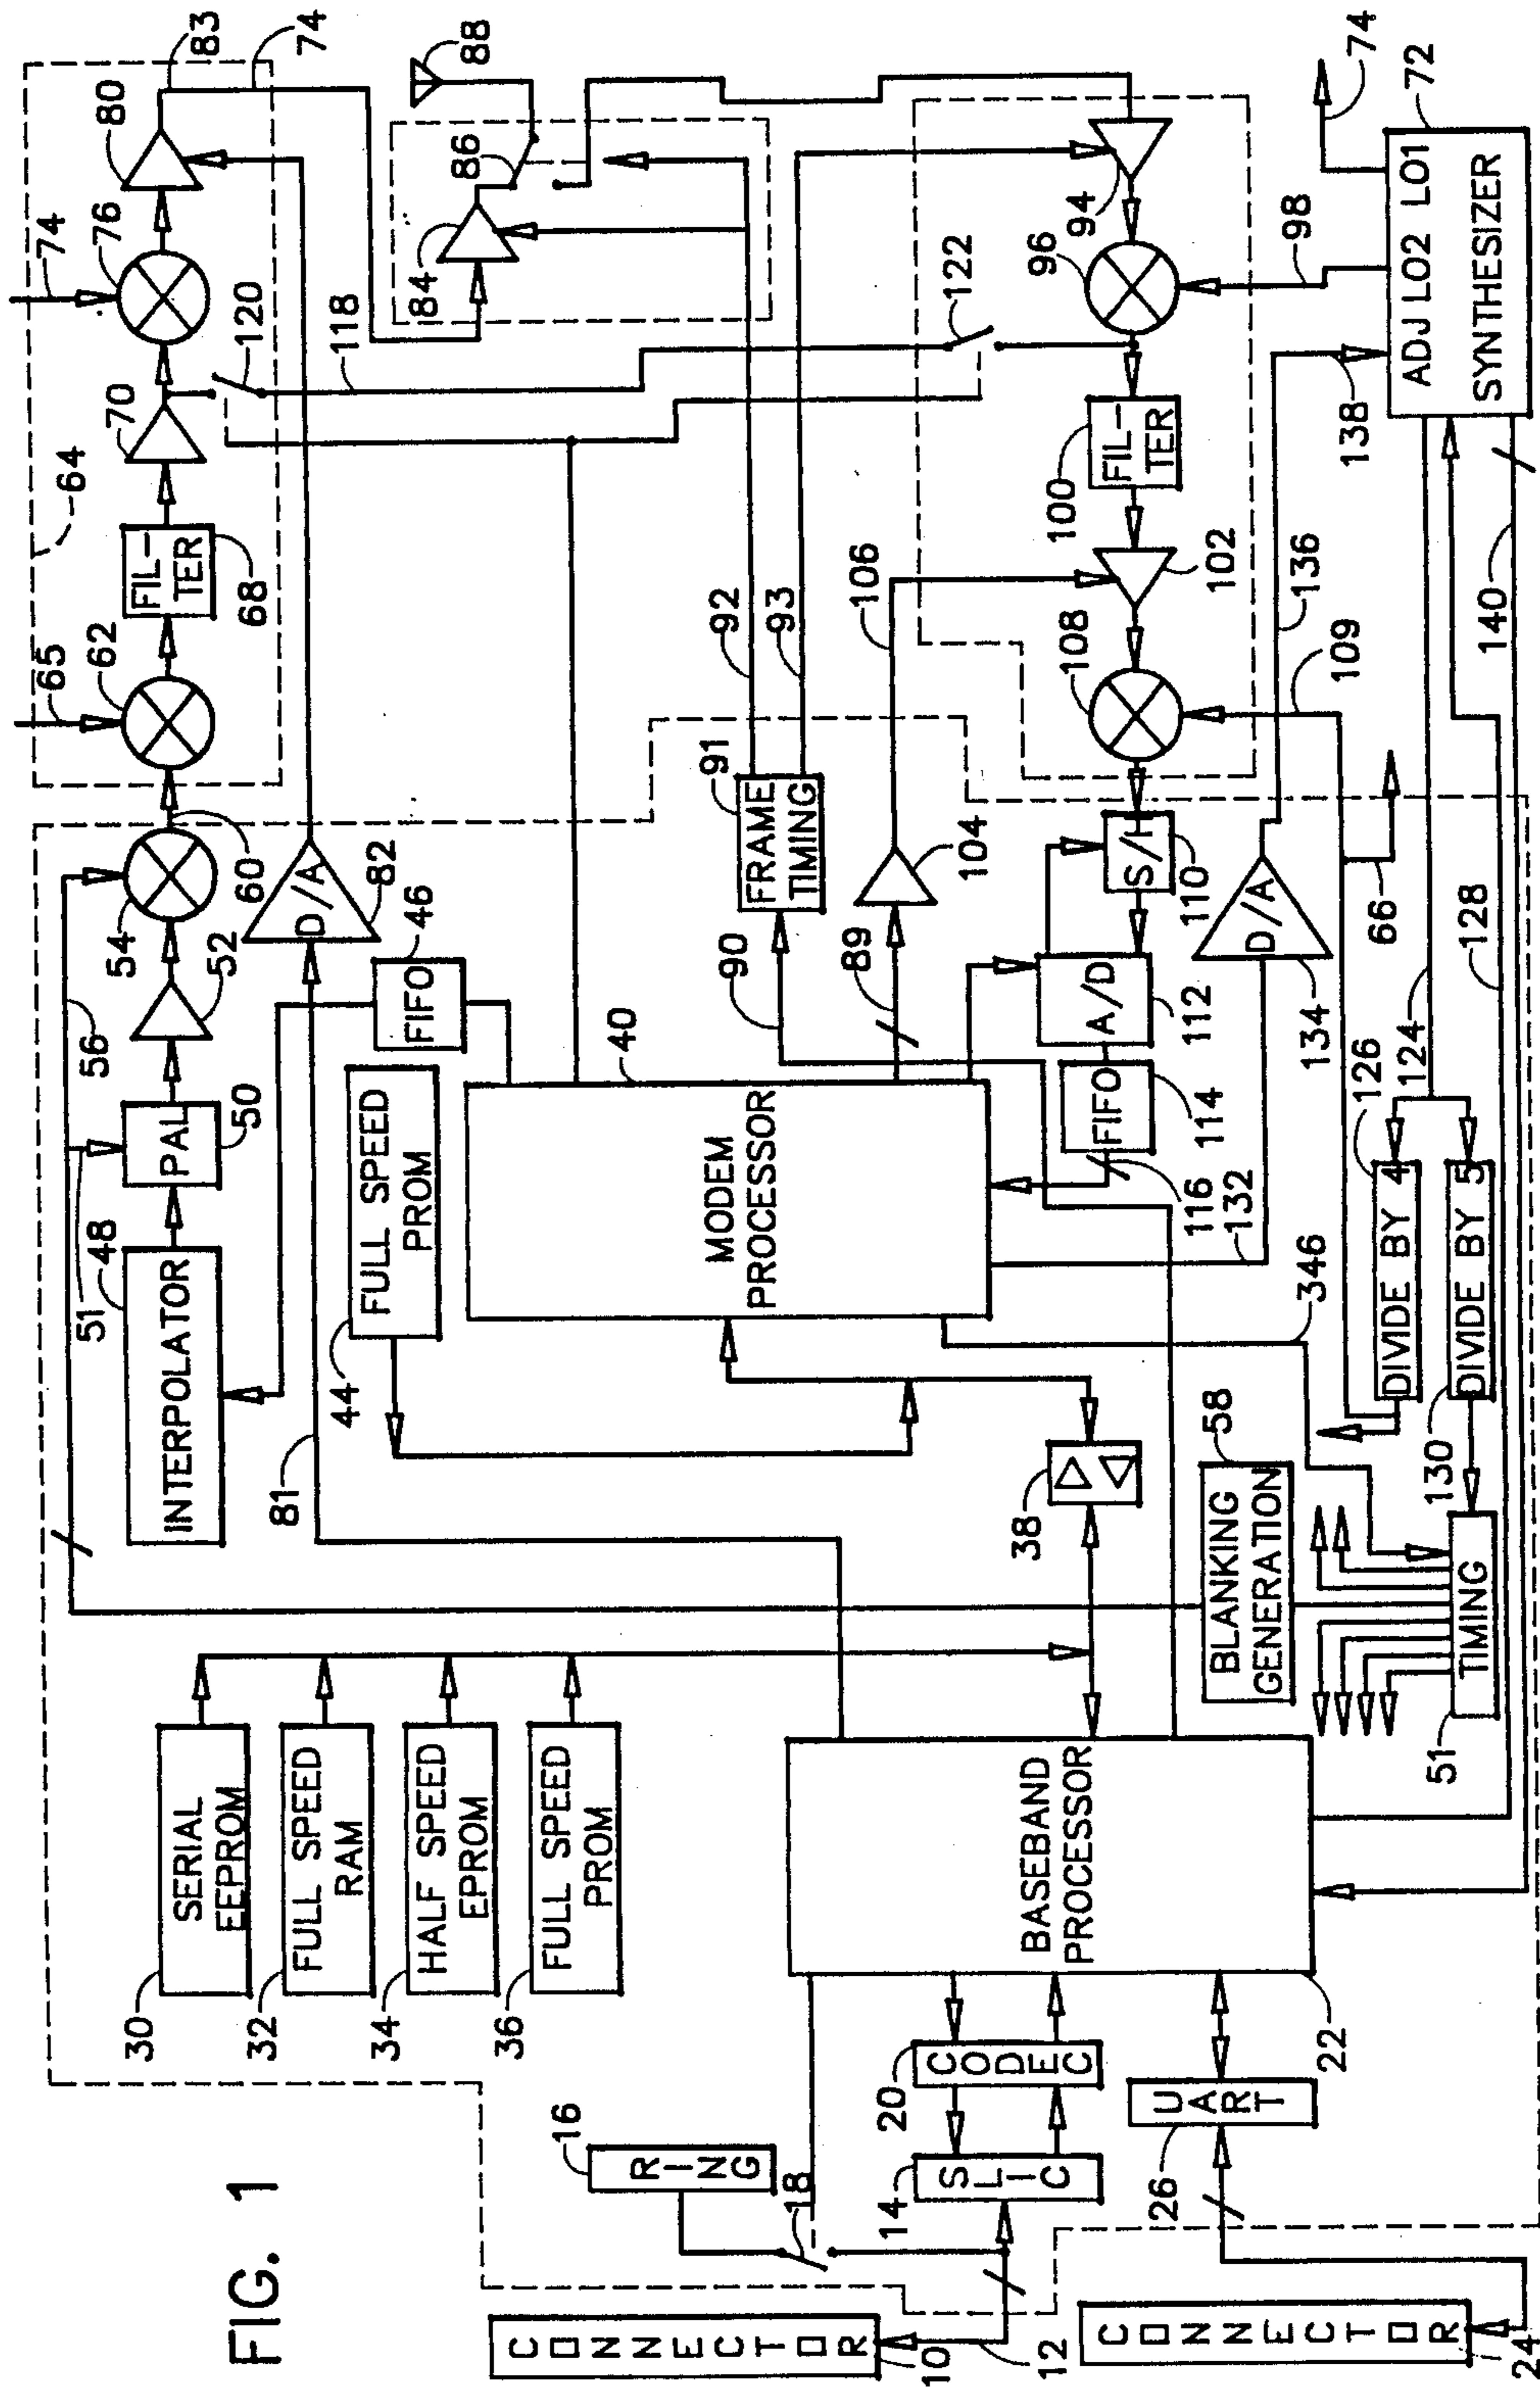 FIG. 1
CONNECTOR
10
12
CONNECTOR
24
RING
16
18
SLIC
14
CODEC
20
UART
26
BASEBAND
PROCESSOR
22
SERIAL
EEPROM
30
FULL SPEED
RAM
32
HALF SPEED
EPROM
34
FULL SPEED
PROM
36
38
BLANKING
GENERATION
58
TIMING
51
INTERPOLATOR
48
51
PAL
50
56
52
54
60
81
D/A
82
FULL SPEED
PROM
44
FIFO
46
MODEM
PROCESSOR
40
90
89
FRAME
TIMING
91
92
93
104
106
FIFO
114
116
132
A/D
112
S/H
110
D/A
134
136
346
DIVIDE BY 4
126
DIVIDE BY 5
130
124
128
66
109
140
138
65
62
64
FIL-
TER
68
70
120
118
74
76
80
83
74
84
86
88
122
94
96
98
FIL-
TER
100
102
108
ADJ LO2 LO1
SYNTHESIZER
72
74